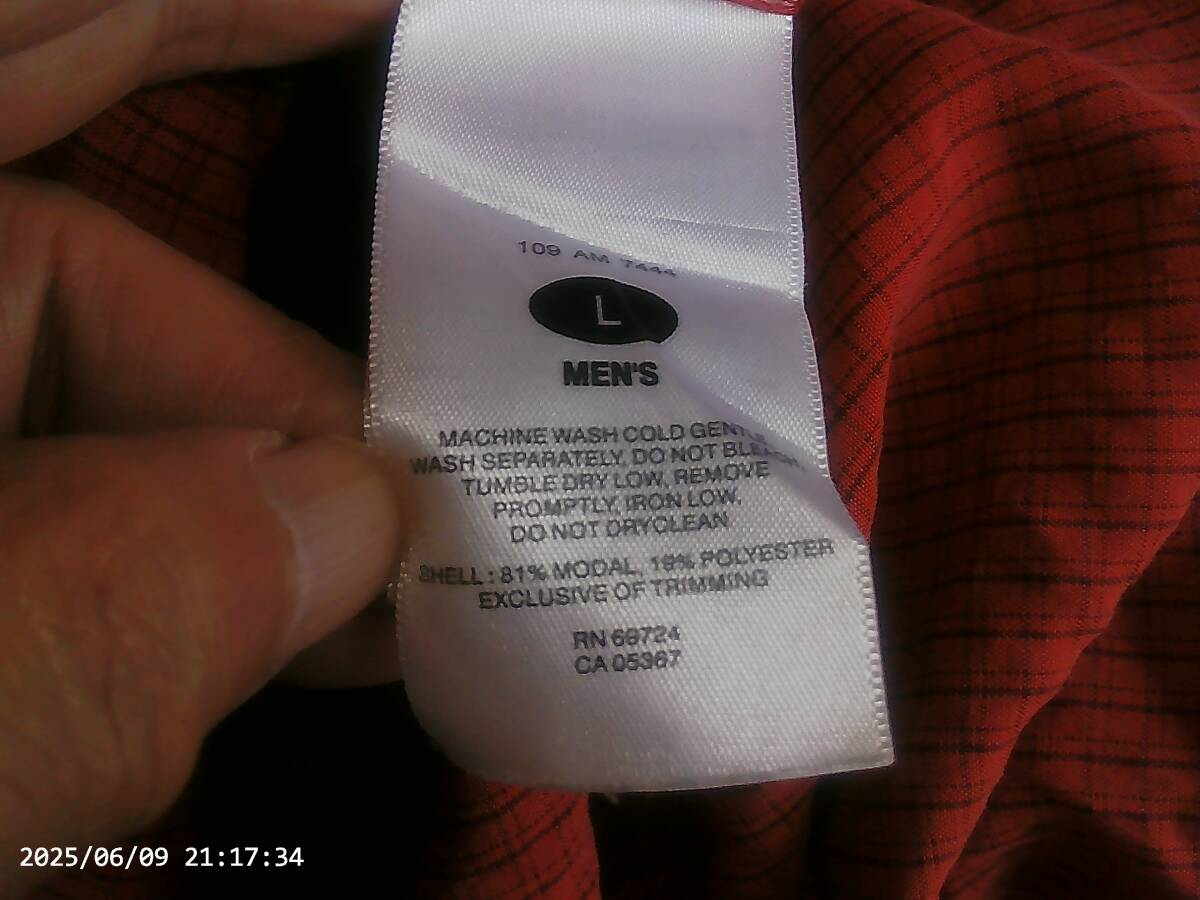 109 AM 7444
L
MEN'S
MACHINE WASH COLD GENTLE
WASH SEPARATELY. DO NOT BLEACH
TUMBLE DRY LOW. REMOVE
PROMPTLY. IRON LOW.
DO NOT DRYCLEAN
SHELL : 81% MODAL, 19% POLYESTER
EXCLUSIVE OF TRIMMING
RN 69724
CA 05367
2025/06/09 21:17:34